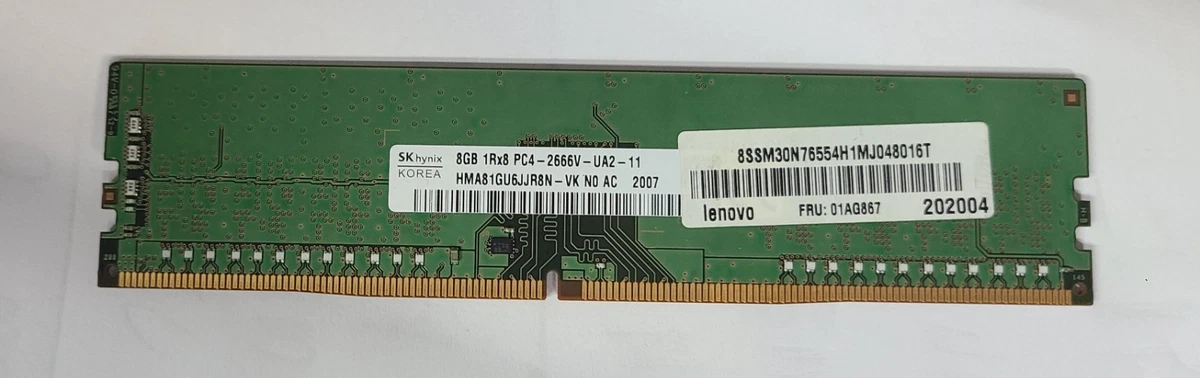 SK hynix
KOREA
8GB 1Rx8 PC4-2666V-UA2-11
HMA81GU6JJR8N-VK N0 AC 2007
8SSM30N76554H1MJ048016T
lenovo FRU: 01AG867 202004
145